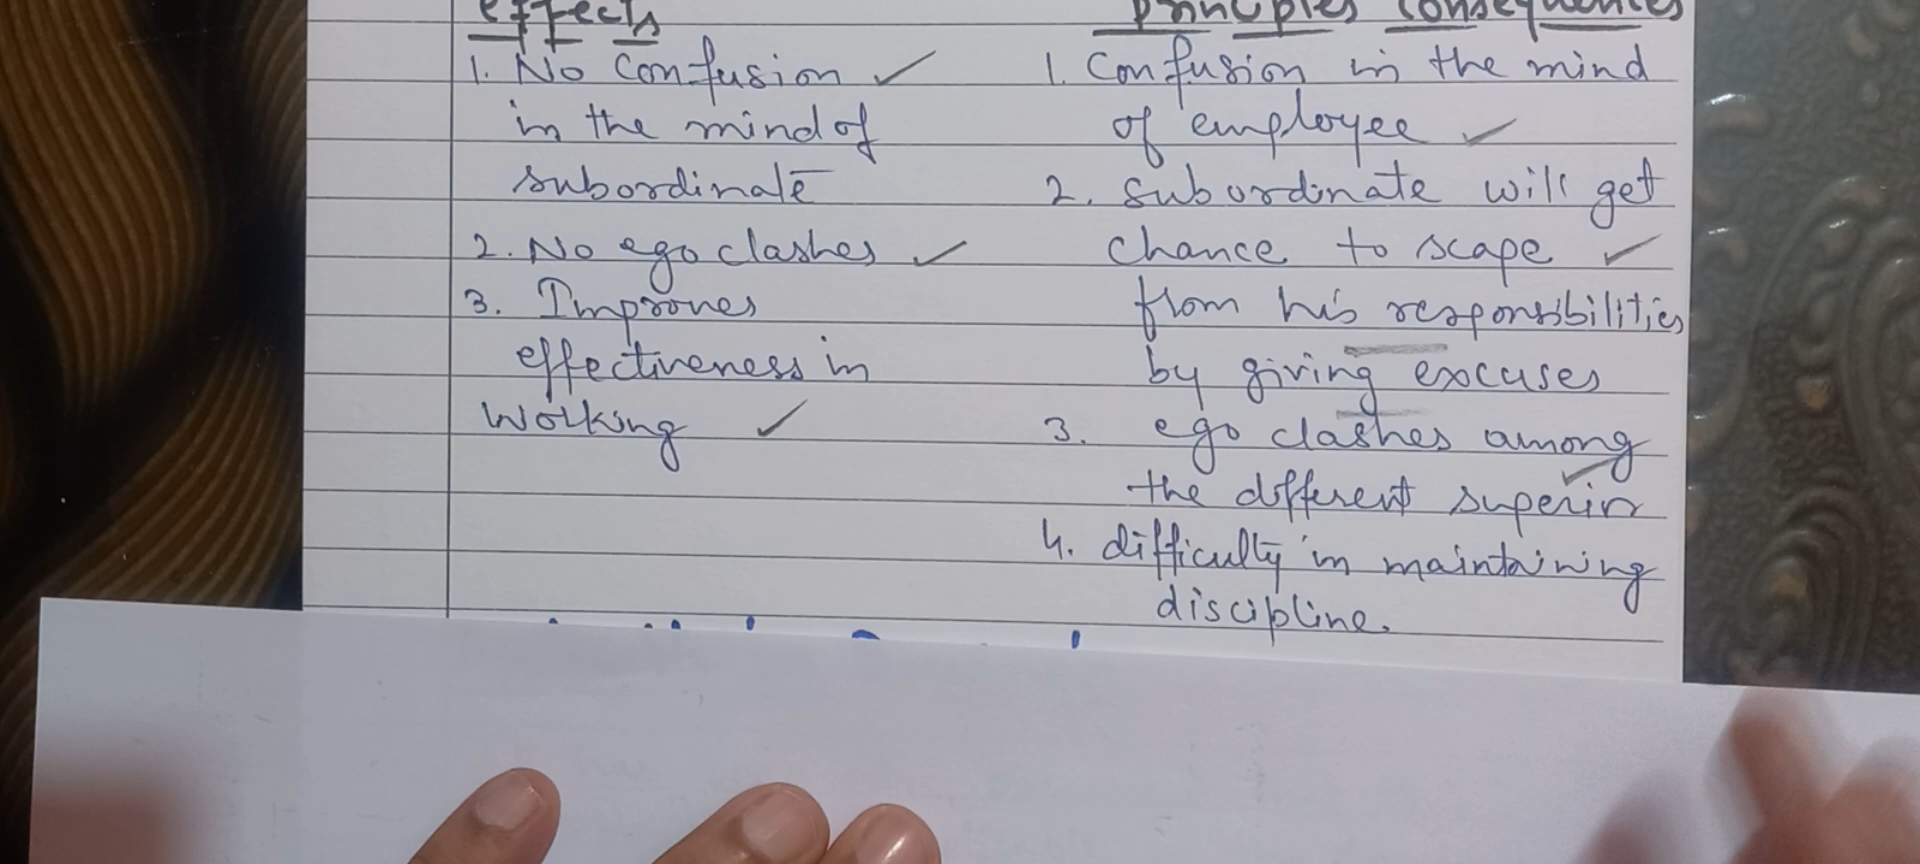 effects
1. No confusion
in the mind of
subordinate
2. No ego clashes
3. Improves
effectiveness in
working
Principles consequences
1. Confusion in the mind
of employee
2. subordinate will get
chance to scape
from his responsibilities
by giving excuses
3. ego clashes among
the different superior
4. difficulty in maintaining
discipline.